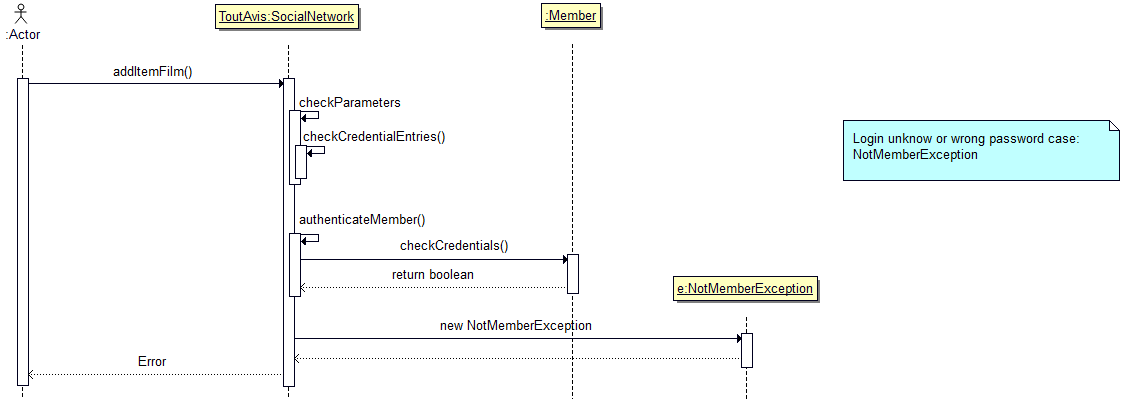 :Actor
ToutAvis:SocialNetwork
:Member
addItemFilm()
checkParameters
checkCredentialEntries()
Login unknow or wrong password case:
NotMemberException
authenticateMember()
checkCredentials()
return boolean
e:NotMemberException
new NotMemberException
Error